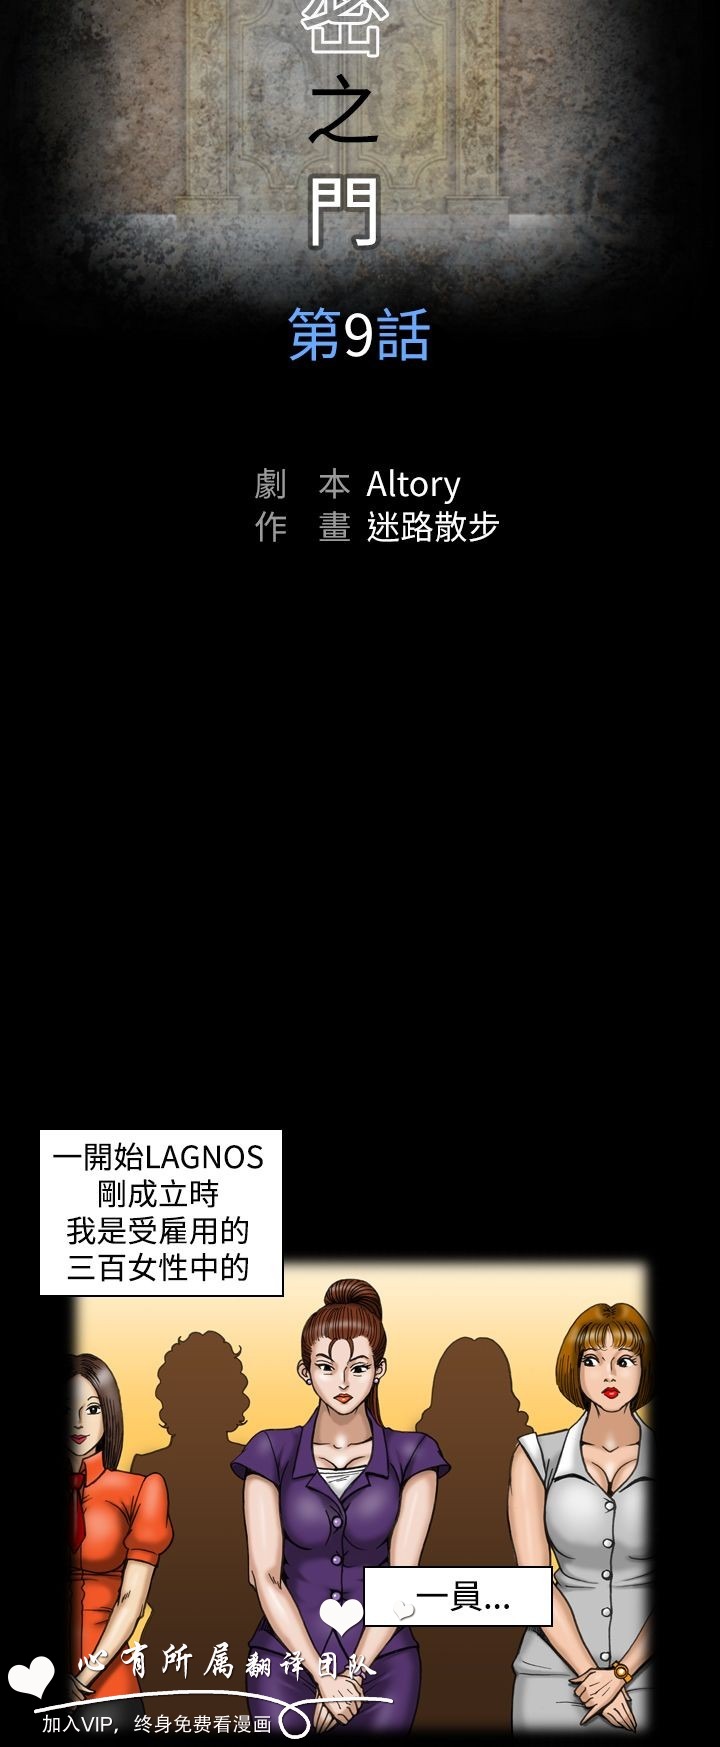 密
之
門
第9話
劇 本 Altory
作 畫 迷路散步
一開始LAGNOS
剛成立時
我是受雇用的
三百女性中的
一員...
心有所属翻译团队
加入VIP，终身免费看漫画